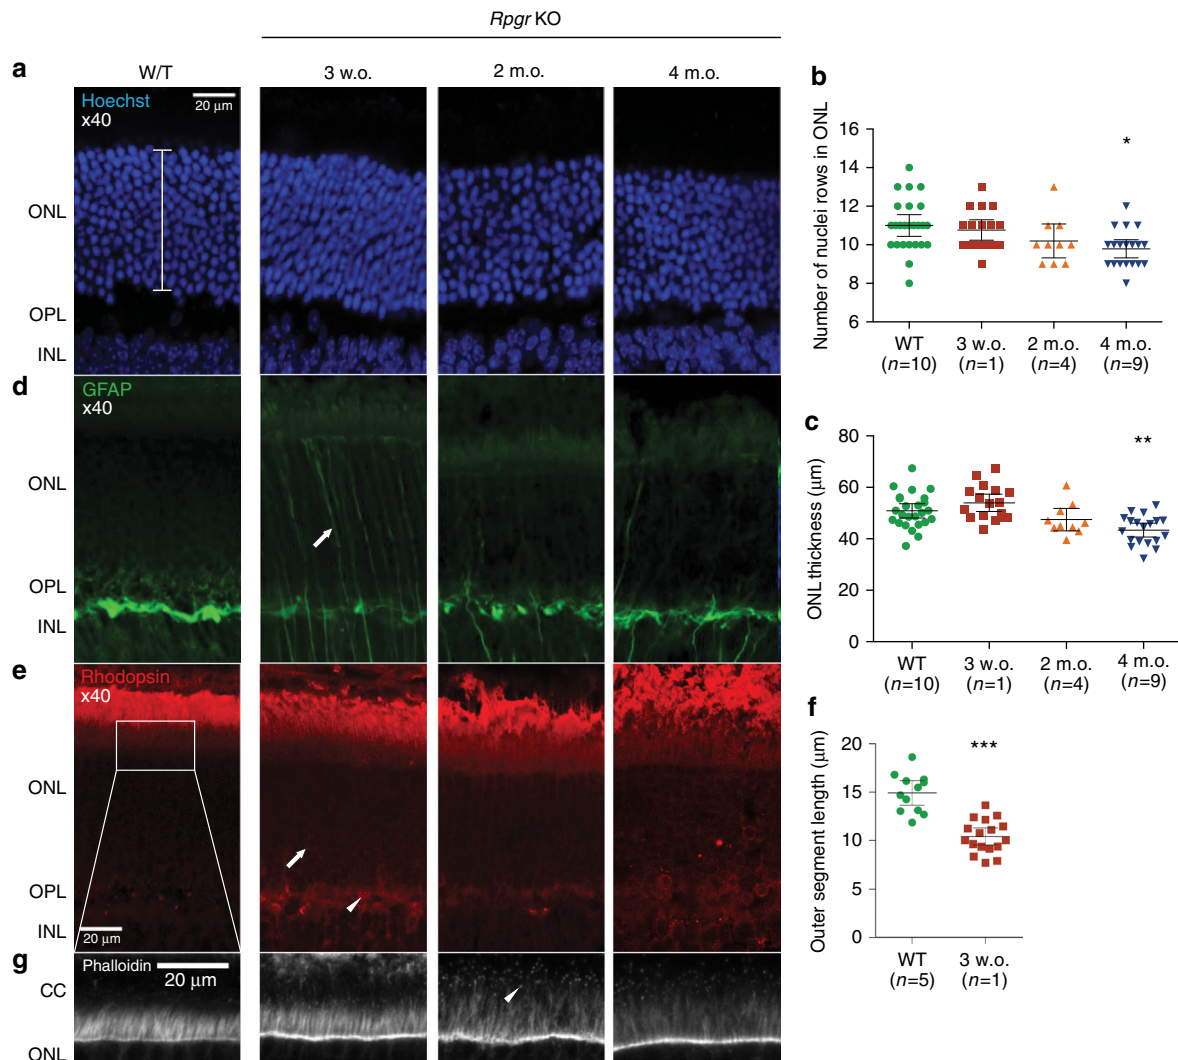 Rpgr KO
a
W/T
3 w.o.
2 m.o.
4 m.o.
Hoechst
x40
20 μm
ONL
OPL
INL
b
Number of nuclei rows in ONL
16
14
12
10
8
6
*
WT
(n=10)
3 w.o.
(n=1)
2 m.o.
(n=4)
4 m.o.
(n=9)
d
GFAP
x40
ONL
OPL
INL
c
ONL thickness (μm)
80
60
40
20
0
**
WT
(n=10)
3 w.o.
(n=1)
2 m.o.
(n=4)
4 m.o.
(n=9)
e
Rhodopsin
x40
ONL
OPL
INL
20 μm
f
Outer segment length (μm)
20
15
10
5
0
***
WT
(n=5)
3 w.o.
(n=1)
g
Phalloidin
20 μm
CC
ONL